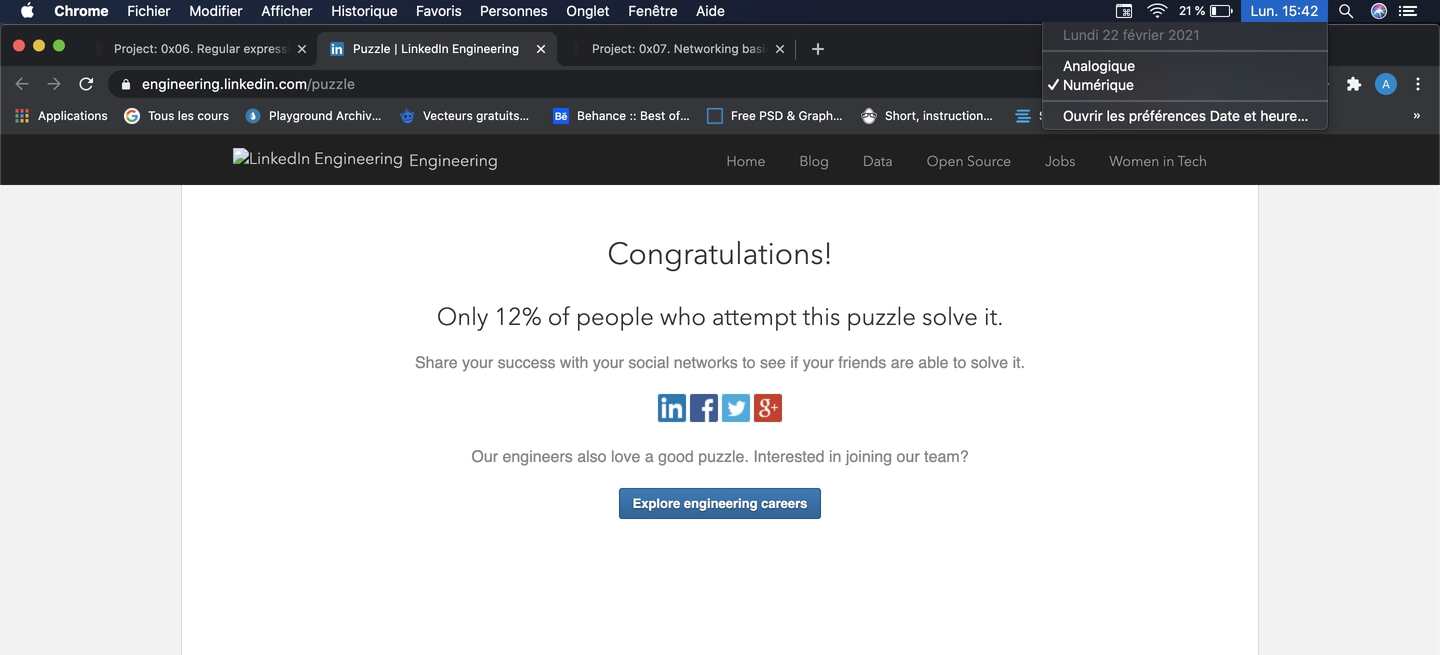 Chrome Fichier Modifier Afficher Historique Favoris Personnes Onglet Fenêtre Aide 21 % Lun. 15:42
Lundi 22 février 2021
Analogique
✓ Numérique
Ouvrir les préférences Date et heure...
Project: 0x06. Regular express Puzzle | LinkedIn Engineering Project: 0x07. Networking basi
engineering.linkedin.com/puzzle A
Applications Tous les cours Playground Archiv... Vecteurs gratuits... Bē Behance :: Best of... Free PSD & Graph... Short, instruction... »
LinkedIn Engineering Engineering Home Blog Data Open Source Jobs Women in Tech
Congratulations!
Only 12% of people who attempt this puzzle solve it.
Share your success with your social networks to see if your friends are able to solve it.
in f g+
Our engineers also love a good puzzle. Interested in joining our team?
Explore engineering careers